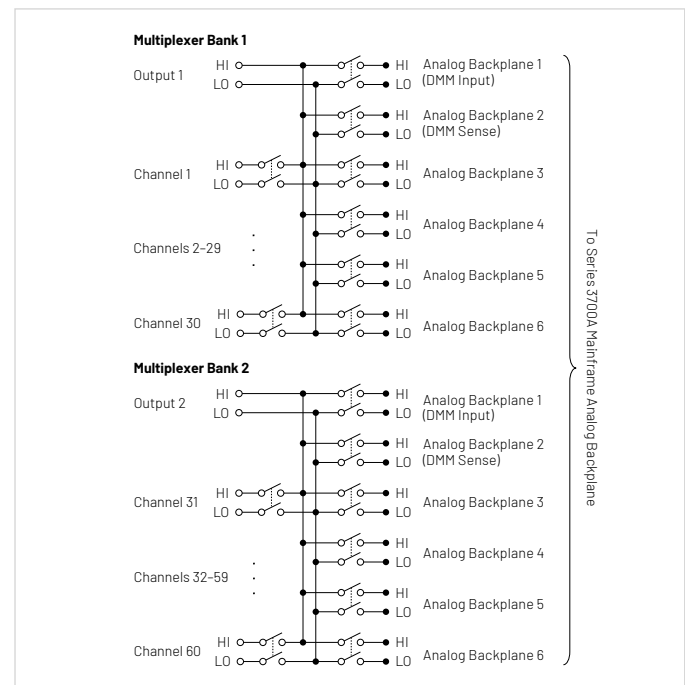 Multiplexer Bank 1
Output 1
HI
LO
HI
LO
Analog Backplane 1
(DMM Input)
HI
LO
Analog Backplane 2
(DMM Sense)
Channel 1
HI
LO
HI
LO
Analog Backplane 3
HI
LO
Analog Backplane 4
Channels 2–29
HI
LO
Analog Backplane 5
Channel 30
HI
LO
HI
LO
Analog Backplane 6
Multiplexer Bank 2
Output 2
HI
LO
HI
LO
Analog Backplane 1
(DMM Input)
HI
LO
Analog Backplane 2
(DMM Sense)
Channel 31
HI
LO
HI
LO
Analog Backplane 3
HI
LO
Analog Backplane 4
Channels 32–59
HI
LO
Analog Backplane 5
Channel 60
HI
LO
HI
LO
Analog Backplane 6
To Series 3700A Mainframe Analog Backplane